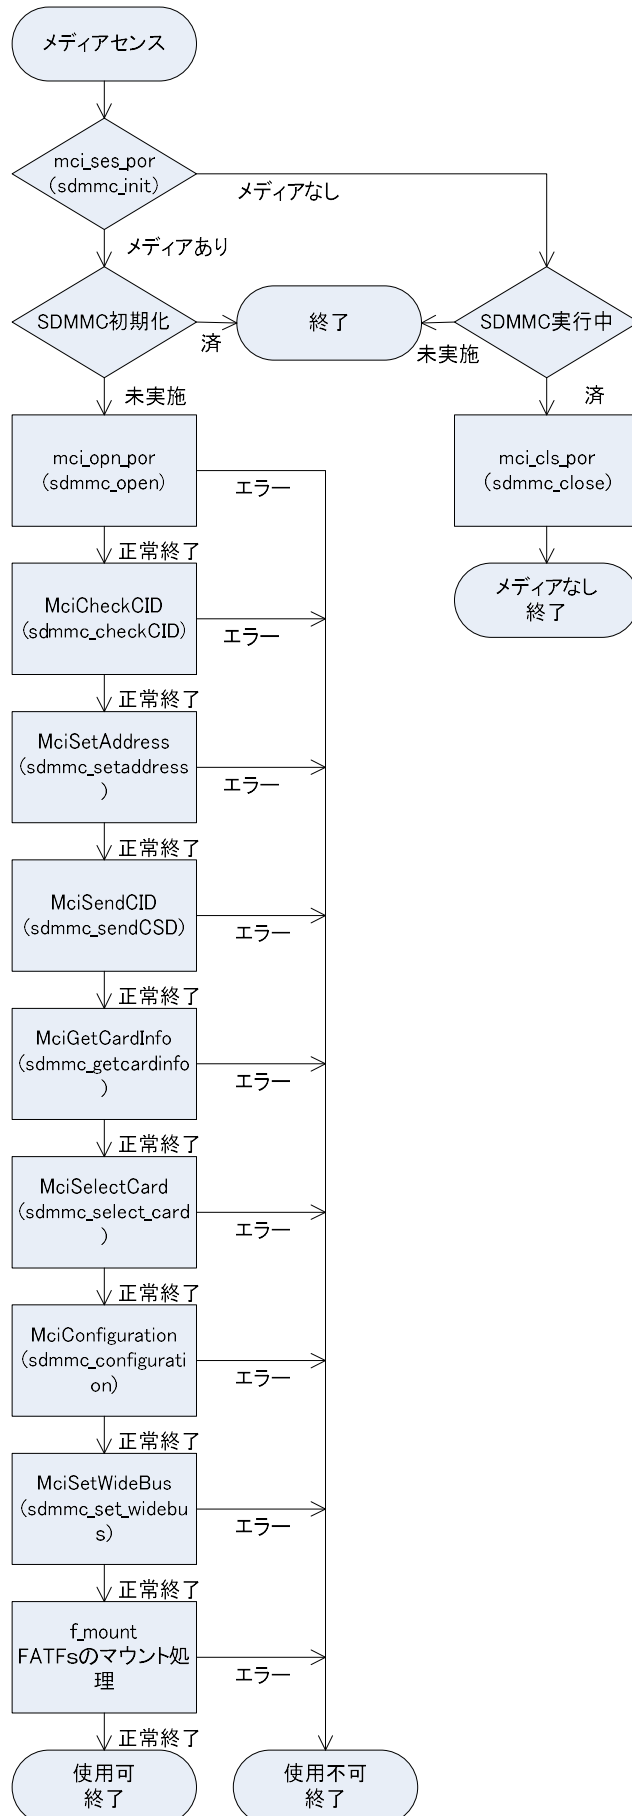 メディアセンス
mci_ses_por
(sdmmc_init)
メディアなし
メディアあり
SDMMC初期化
済
終了
未実施
SDMMC実行中
未実施
済
mci_opn_por
(sdmmc_open)
エラー
mci_cls_por
(sdmmc_close)
正常終了
メディアなし
終了
MciCheckCID
(sdmmc_checkCID)
エラー
正常終了
MciSetAddress
(sdmmc_setaddress
)
エラー
正常終了
MciSendCID
(sdmmc_sendCSD)
エラー
正常終了
MciGetCardInfo
(sdmmc_getcardinfo
)
エラー
正常終了
MciSelectCard
(sdmmc_select_card
)
エラー
正常終了
MciConfiguration
(sdmmc_configurati
on)
エラー
正常終了
MciSetWideBus
(sdmmc_set_widebu
s)
エラー
正常終了
f_mount
FATFsのマウント処
理
エラー
正常終了
使用可
終了
使用不可
終了